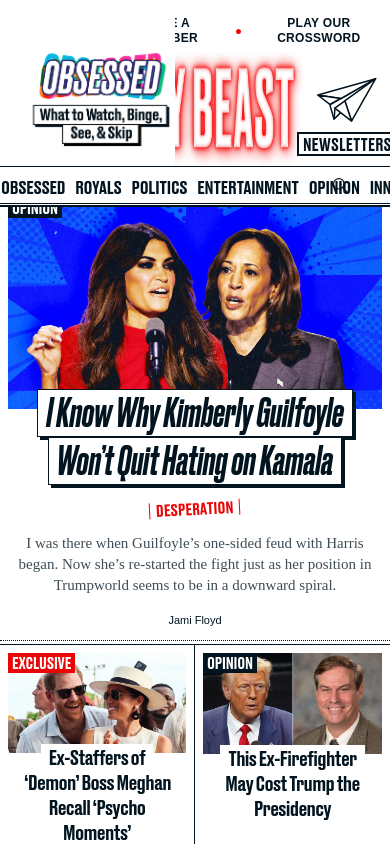 E A
BER
PLAY OUR
CROSSWORD
OBSESSED
What to Watch, Binge,
See, & Skip
Y BEAST
NEWSLETTERS
OBSESSED ROYALS POLITICS ENTERTAINMENT OPINION INN
OPINION
I Know Why Kimberly Guilfoyle
Won’t Quit Hating on Kamala
DESPERATION
I was there when Guilfoyle’s one-sided feud with Harris
began. Now she’s re-started the fight just as her position in
Trumpworld seems to be in a downward spiral.
Jami Floyd
EXCLUSIVE
Ex-Staffers of
‘Demon’ Boss Meghan
Recall ‘Psycho
Moments’
OPINION
This Ex-Firefighter
May Cost Trump the
Presidency